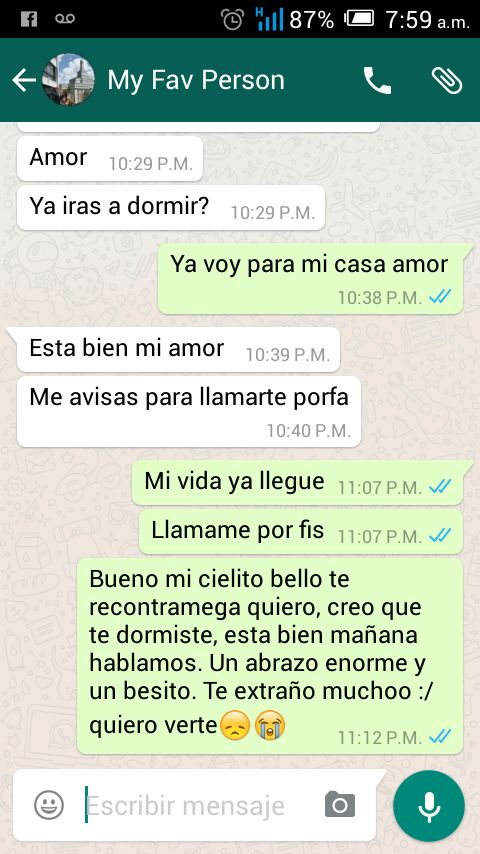 H 87% 7:59 a.m.
My Fav Person
Amor 10:29 P.M.
Ya iras a dormir? 10:29 P.M.
Ya voy para mi casa amor
10:38 P.M.
Esta bien mi amor 10:39 P.M.
Me avisas para llamarte porfa
10:40 P.M.
Mi vida ya llegue 11:07 P.M.
Llamame por fis 11:07 P.M.
Bueno mi cielito bello te
recontramega quiero, creo que
te dormiste, esta bien mañana
hablamos. Un abrazo enorme y
un besito. Te extraño muchoo :/
quiero verte😞😭
11:12 P.M.
Escribir mensaje